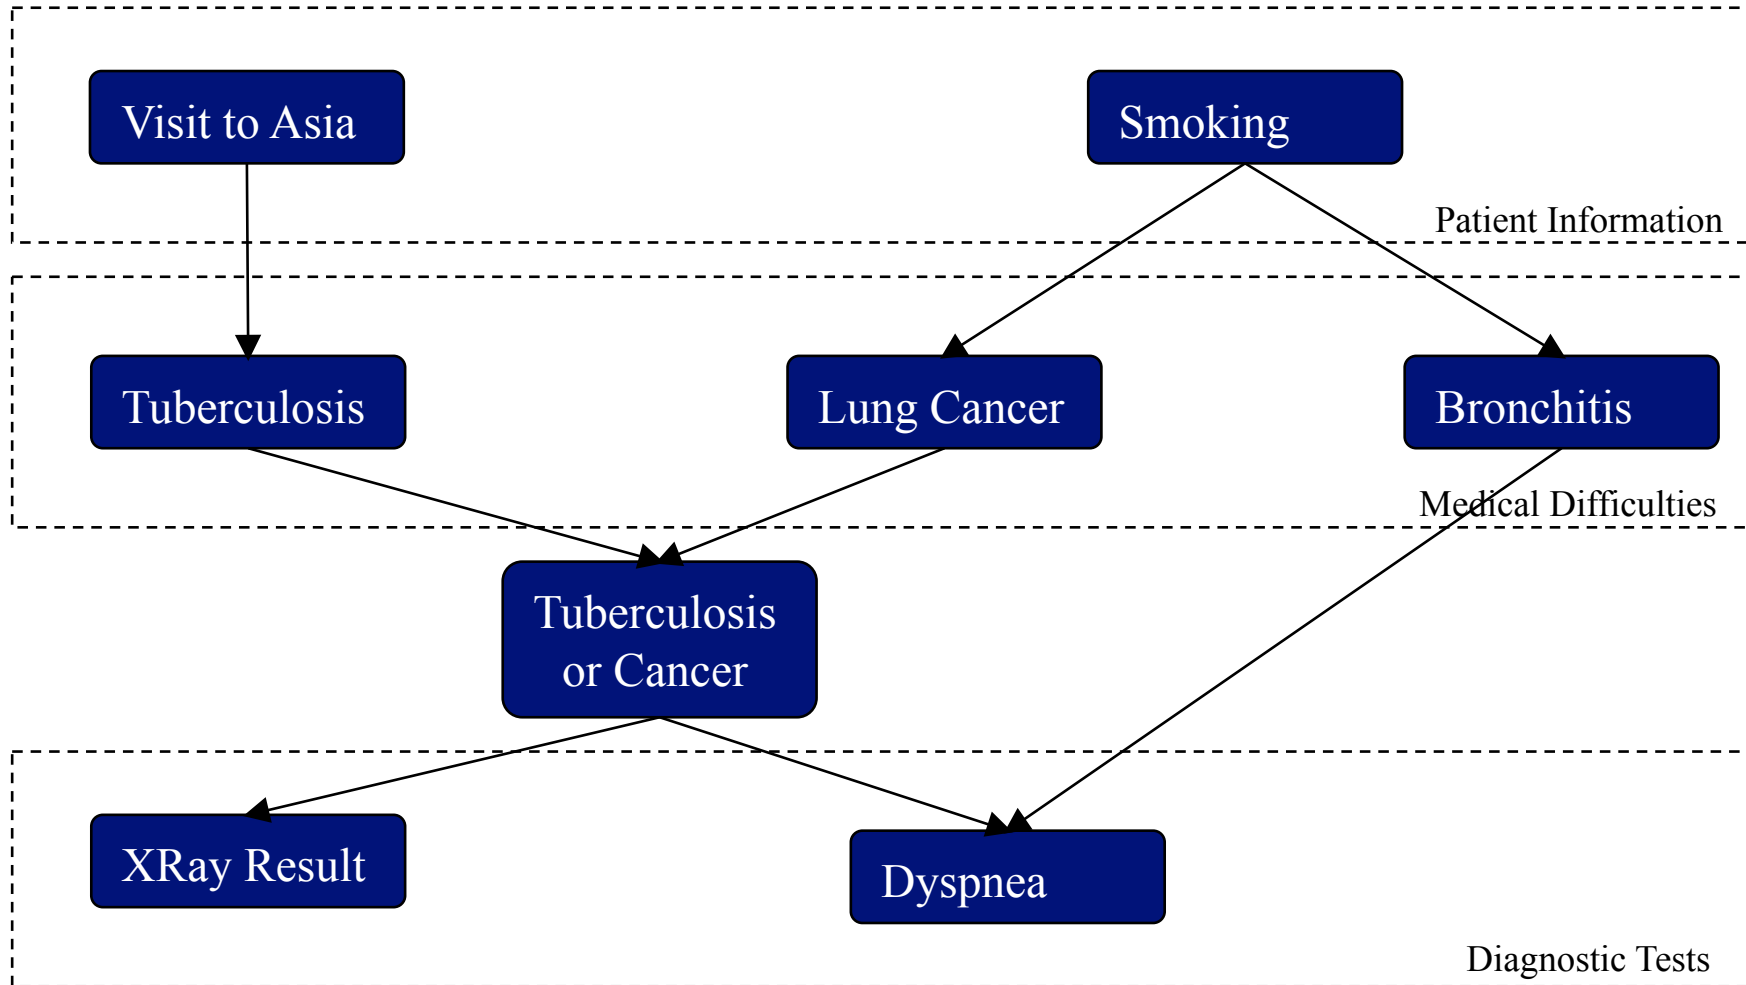 Visit to Asia
Smoking
Patient Information
Tuberculosis
Lung Cancer
Bronchitis
Medical Difficulties
Tuberculosis
or Cancer
XRay Result
Dyspnea
Diagnostic Tests